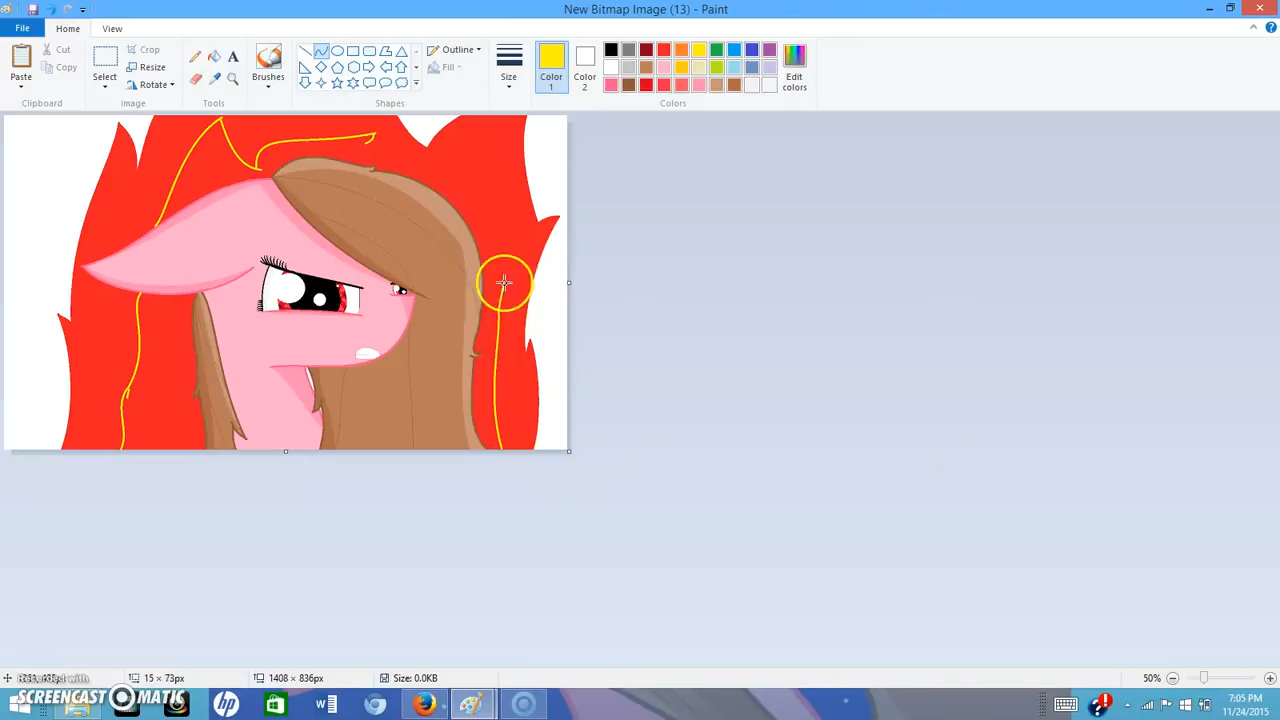 New Bitmap Image (13) - Paint
File Home View
Paste Cut Copy Clipboard
Select Crop Resize Rotate Image
Tools
Brushes
Outline Fill Shapes
Size
Color 1
Color 2
Edit colors
Colors
15 × 73px
1408 × 836px
Size: 0.0KB
50%
Recorded with
SCREENCAST MATIC
7:05 PM
11/24/2015